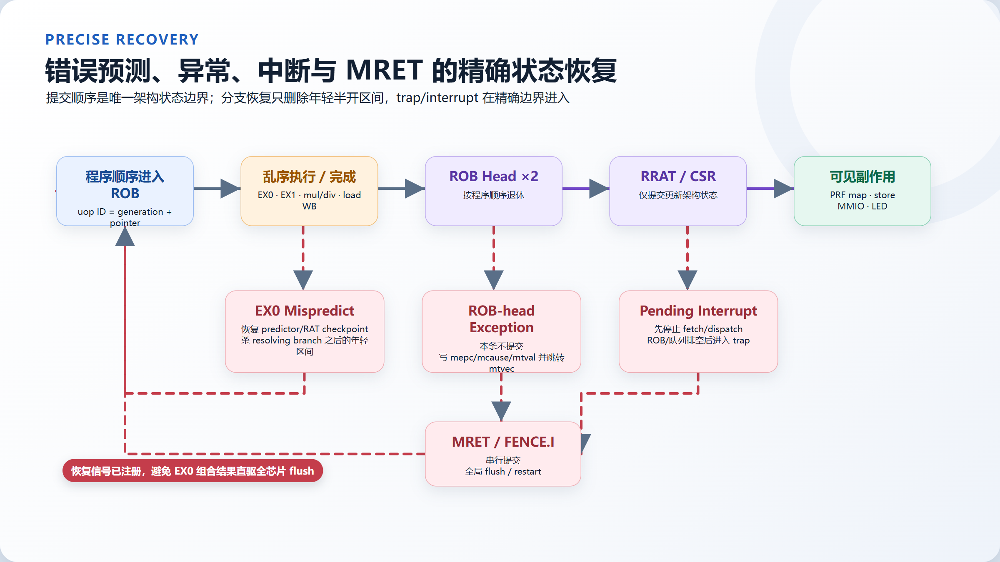 PRECISE RECOVERY
错误预测、异常、中断与 MRET 的精确状态恢复
提交顺序是唯一架构状态边界；分支恢复只删除年轻半开区间，trap/interrupt 在精确边界进入
程序顺序进入
ROB
uop ID = generation +
pointer
乱序执行 / 完成
EX0 · EX1 · mul/div · load
WB
ROB Head ×2
按程序顺序退休
RRAT / CSR
仅提交更新架构状态
可见副作用
PRF map · store
MMIO · LED
EX0 Mispredict
恢复 predictor/RAT checkpoint
杀 resolving branch 之后的年轻
区间
ROB-head
Exception
本条不提交
写 mepc/mcause/mtval 并跳转
mtvec
Pending Interrupt
先停止 fetch/dispatch
ROB/队列排空后进入 trap
MRET / FENCE.I
串行提交
全局 flush / restart
恢复信号已注册，避免 EX0 组合结果直驱全芯片 flush